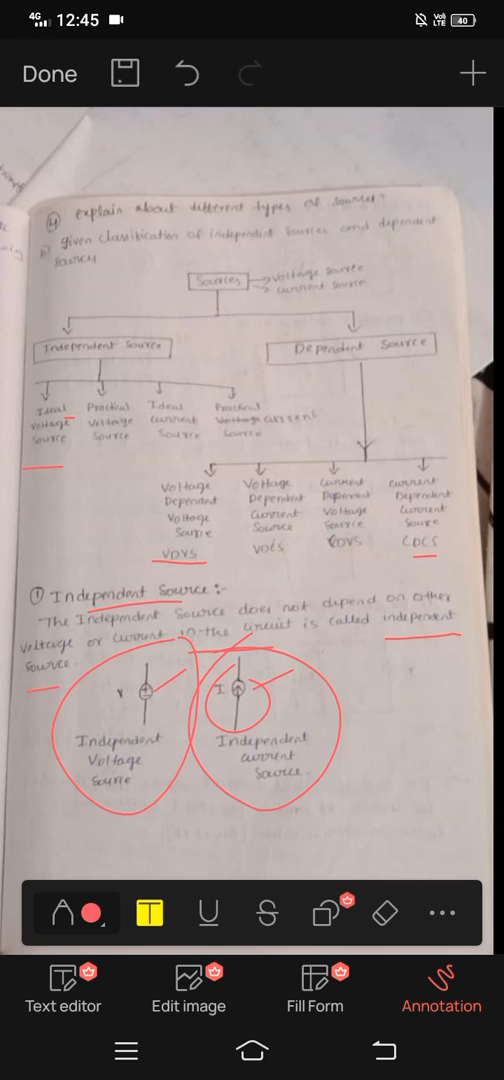 4G 12:45 Vo) LTE 40
Done
4 explain about different types of sources?
A) given classification of independent sources and dependent
sources
Sources → voltage source
→ current source
Independent Source Dependent Source
Ideal Practical Ideal Practical
Voltage Voltage current current
Source Source Source Source
Voltage Voltage current current
Dependent Dependent Dependent Dependent
Voltage Current Voltage Current
Source Source Source Source
VDVS VDCS CDVS CDCS
① Independent Source :-
"The Independent Source does not depend on other
Voltage or current in the circuit is called independent
Source.
V I
Independent Independent
Voltage current
Source Source.
T U S
Text editor Edit image Fill Form Annotation